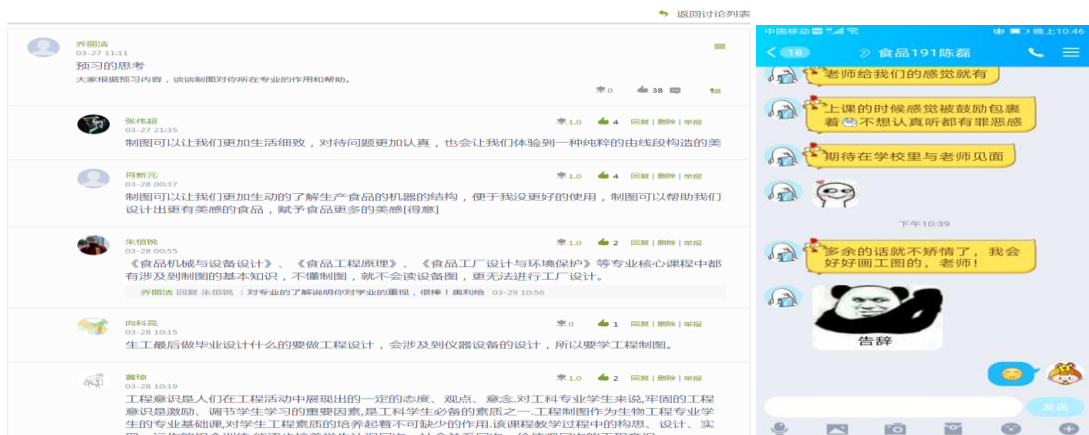 返回讨论列表
乔丽洁
03-27 11:11
预习的思考
大家根据预习内容，谈谈制图对你所在专业的作用和帮助。
0 38
张伟超
03-27 21:35
1.0 4 回复 | 删除 | 举报
制图可以让我们更加生活细致，对待问题更加认真，也会让我们体验到一种纯粹的由线段构造的美
肖新元
03-28 00:37
1.0 4 回复 | 删除 | 举报
制图可以让我们更加生动的了解生产食品的机器的结构，便于我设更好的使用，制图可以帮助我们
设计出更有美感的食品，赋予食品更多的美感[得意]
朱恒锐
03-28 00:55
1.0 2 回复 | 删除 | 举报
《食品机械与设备设计》、《食品工程原理》、《食品工厂设计与环境保护》等专业核心课程中都
有涉及到制图的基本知识，不懂制图，就不会读设备图，更无法进行工厂设计。
乔丽洁 回复 朱恒锐：对专业的了解说明你对学业的重视，很棒！奥利给 03-29 10:56
向科亮
03-28 10:15
0 1 回复 | 删除 | 举报
生工最后做毕业设计什么的要做工程设计，会涉及到仪器设备的设计，所以要学工程制图。
黄琼
03-28 10:19
1.0 2 回复 | 删除 | 举报
工程意识是人们在工程活动中展现出的一定的态度、观点、意念.对工科专业学生来说,牢固的工程
意识是激励、调节学生学习的重要因素,是工科学生必备的素质之一.工程制图作为生物工程专业学
生的专业基础课,对学生工程素质的培养起着不可缺少的作用.该课程教学过程中的构思、设计、实
中国移动 晚上10:46
18 食品191陈磊
老师给我们的感觉就有
上课的时候感觉被鼓励包裹
着不想认真听都有罪恶感
期待在学校里与老师见面
下午10:39
多余的话就不矫情了，我会
好好画工图的，老师！
告辞
发送